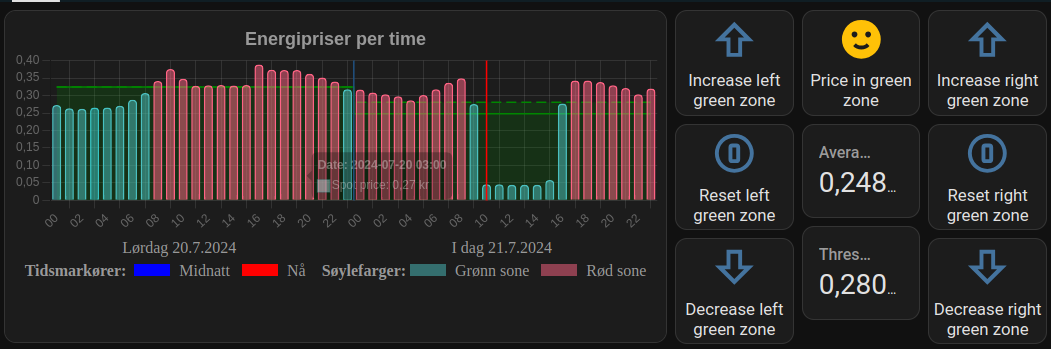 Energipriser per time
0,40
0,35
0,30
0,25
0,20
0,15
0,10
0,05
0
Date: 2024-07-20 03:00
Spot price: 0,27 kr
00 02 04 06 08 10 12 14 16 18 20 22 00 02 04 06 08 10 12 14 16 18 20 22
Lørdag 20.7.2024 I dag 21.7.2024
Tidsmarkører: Midnatt Nå Søylefarger: Grønn sone Rød sone
Increase left
green zone
Price in green
zone
Increase right
green zone
Reset left
green zone
Avera...
0,248...
Reset right
green zone
Decrease left
green zone
Thres...
0,280...
Decrease right
green zone